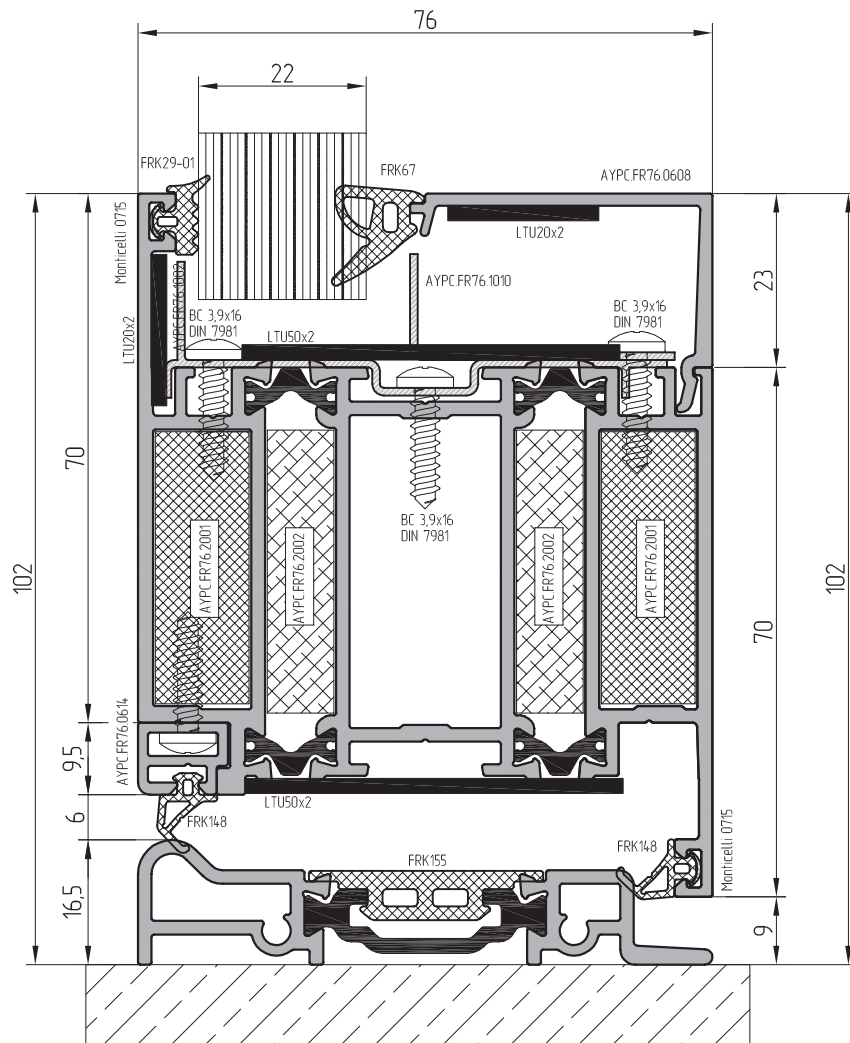 76
22
FRK29-01
FRK67
AYPC.FR76.0608
Monticelli 0715
LTU20x2
AYPC.FR76.1002
AYPC.FR76.1010
LTU20x2
BC 3,9x16
DIN 7981
LTU50x2
BC 3,9x16
DIN 7981
23
70
102
BC 3,9x16
DIN 7981
AYPC.FR76.2001
AYPC.FR76.2002
AYPC.FR76.2002
AYPC.FR76.2001
102
70
AYPC.FR76.0614
9,5
LTU50x2
6
FRK148
FRK155
FRK148
Monticelli 0715
16,5
9